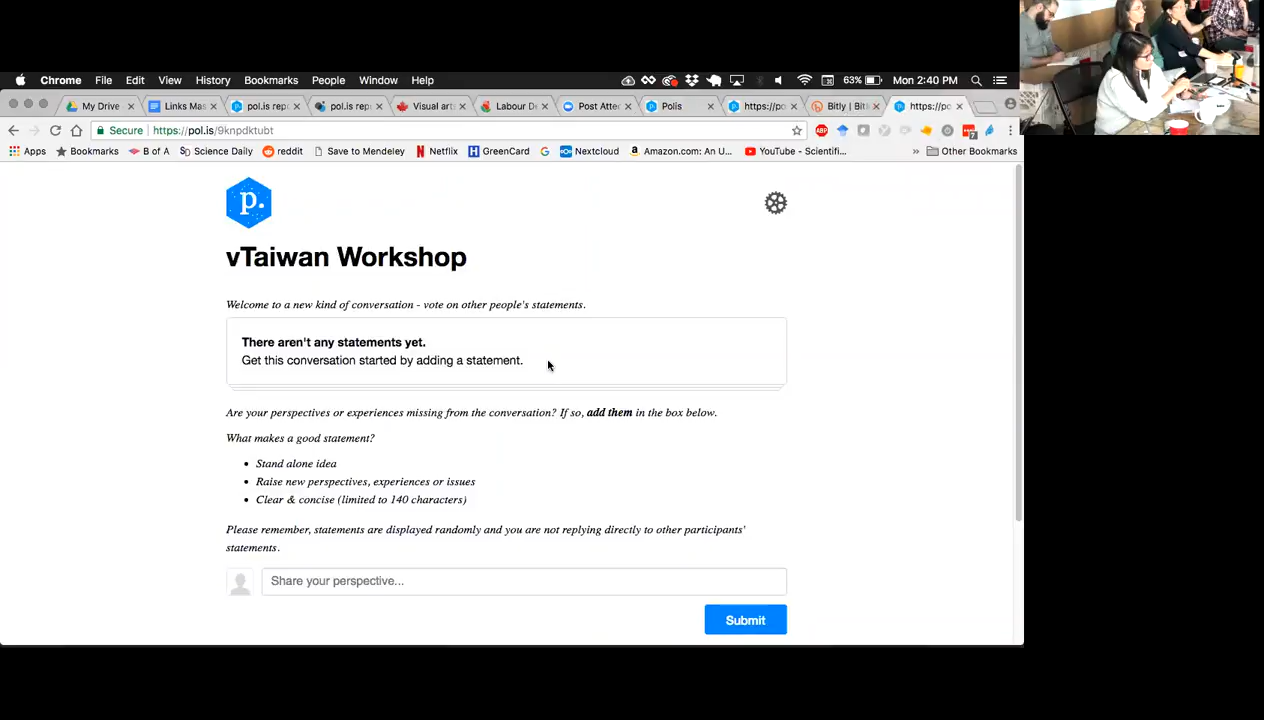 Chrome File Edit View History Bookmarks People Window Help 63% Mon 2:40 PM
My Drive Links Mas pol.is repo pol.is repo Visual arts Labour De Post Atten Polis https://po Bitly | Bitl https://po
Secure https://pol.is/9knpdktubt
Apps Bookmarks B of A Science Daily reddit Save to Mendeley Netflix GreenCard Nextcloud Amazon.com: An U... YouTube - Scientifi... » Other Bookmarks
p.
vTaiwan Workshop
Welcome to a new kind of conversation - vote on other people's statements.
There aren't any statements yet.
Get this conversation started by adding a statement.
Are your perspectives or experiences missing from the conversation? If so, add them in the box below.
What makes a good statement?
• Stand alone idea
• Raise new perspectives, experiences or issues
• Clear & concise (limited to 140 characters)
Please remember, statements are displayed randomly and you are not replying directly to other participants'
statements.
Share your perspective...
Submit